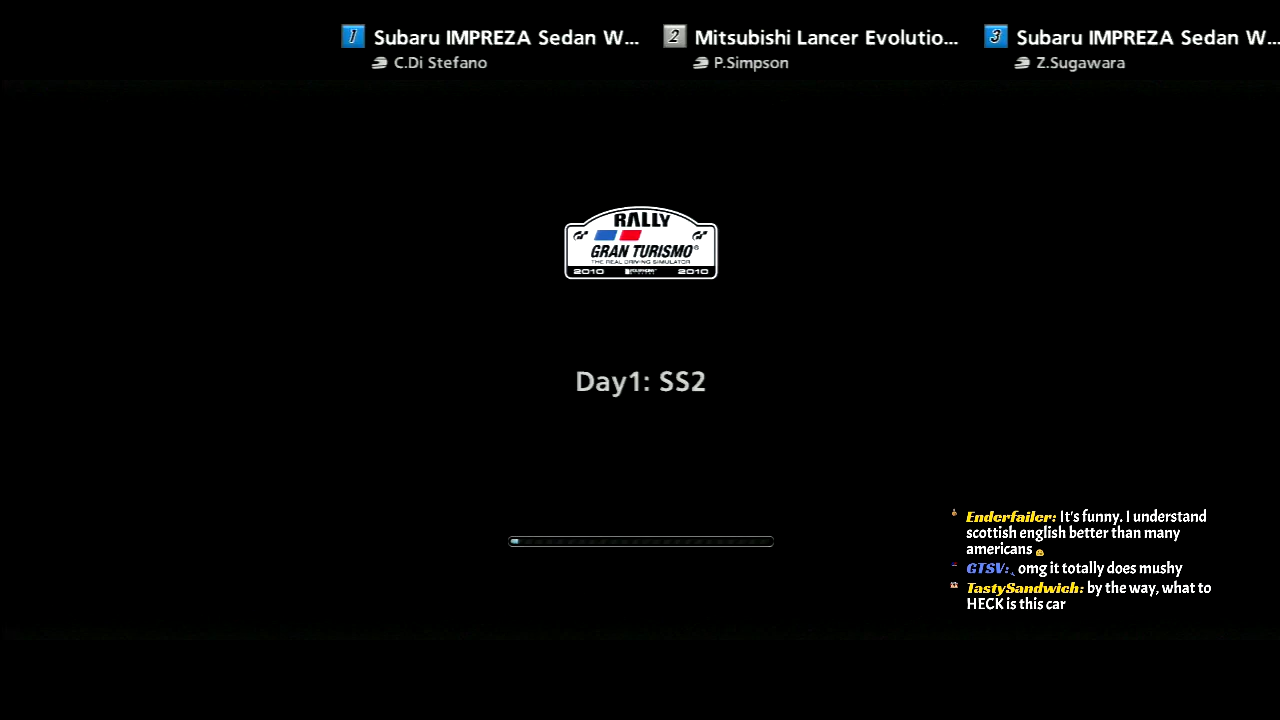 1 Subaru IMPREZA Sedan W... 2 Mitsubishi Lancer Evolutio... 3 Subaru IMPREZA Sedan W...
C.Di Stefano P.Simpson Z.Sugawara
RALLY
GRAN TURISMO®
THE REAL DRIVING SIMULATOR
2010 2010
Day1: SS2
Enderfailer: It's funny. I understand
scottish english better than many
americans
GTSV: omg it totally does mushy
TastySandwich: by the way, what to
HECK is this car